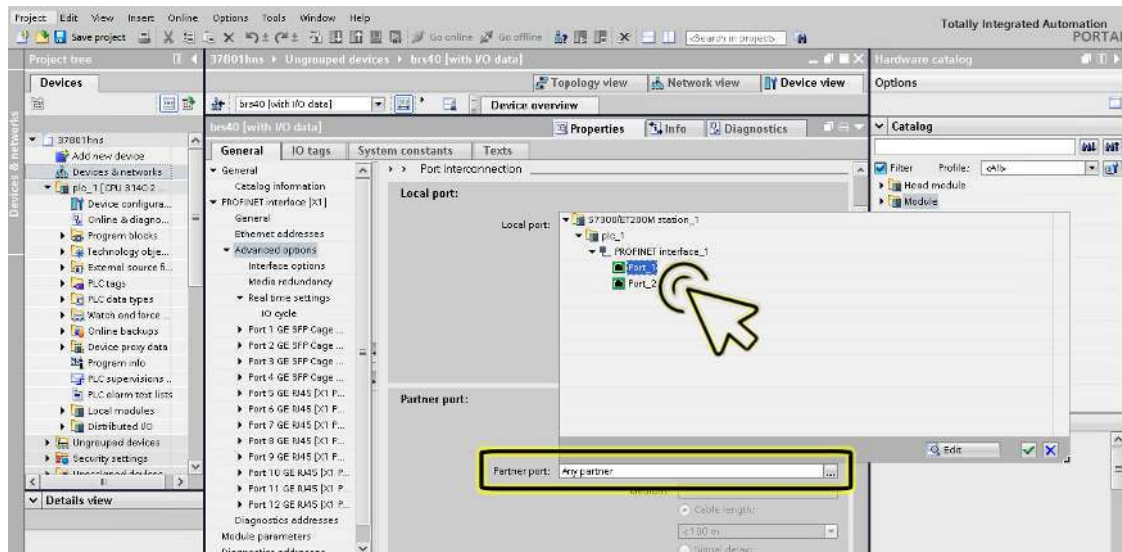 Project Edit View Insert Online Options Tools Window Help
Totally Integrated Automation
PORTAL
Save project
Go online
Go offline
<Search in project>
Project tree
37801hns › Ungrouped devices › brs40 [with I/O data]
Hardware catalog
Devices
Topology view
Network view
Device view
Options
brs40 [with I/O data]
Device overview
Devices & networks
brs40 [with I/O data]
Properties
Info
Diagnostics
Catalog
General
IO tags
System constants
Texts
Filter
Profile:
<All>
Head module
Module
37801hns
Add new device
Devices & networks
plc_1 [CPU 314C-2 ...
Device configura...
Online & diagno...
Program blocks
Technology obje...
External source fi...
PLC tags
PLC data types
Watch and force ...
Online backups
Device proxy data
Program info
PLC supervisions ...
PLC alarm text lists
Local modules
Distributed I/O
Ungrouped devices
Security settings
Details view
General
Catalog information
PROFINET interface [X1]
General
Ethernet addresses
Advanced options
Interface options
Media redundancy
Real time settings
IO cycle
Port 1 GE SFP Cage ...
Port 2 GE SFP Cage ...
Port 3 GE SFP Cage ...
Port 4 GE SFP Cage ...
Port 5 GE RJ45 [X1 P...
Port 6 GE RJ45 [X1 P...
Port 7 GE RJ45 [X1 P...
Port 8 GE RJ45 [X1 P...
Port 9 GE RJ45 [X1 P...
Port 10 GE RJ45 [X1 P...
Port 11 GE RJ45 [X1 P...
Port 12 GE RJ45 [X1 P...
Diagnostics addresses
Module parameters
Diagnostics addresses
Port interconnection
Local port:
Local port:
S7300/ET200M station_1
plc_1
PROFINET interface_1
Port_1
Port_2
Edit
Partner port:
Partner port:
Any partner
...
Medium:
Cable length:
<100 m
Signal delay: